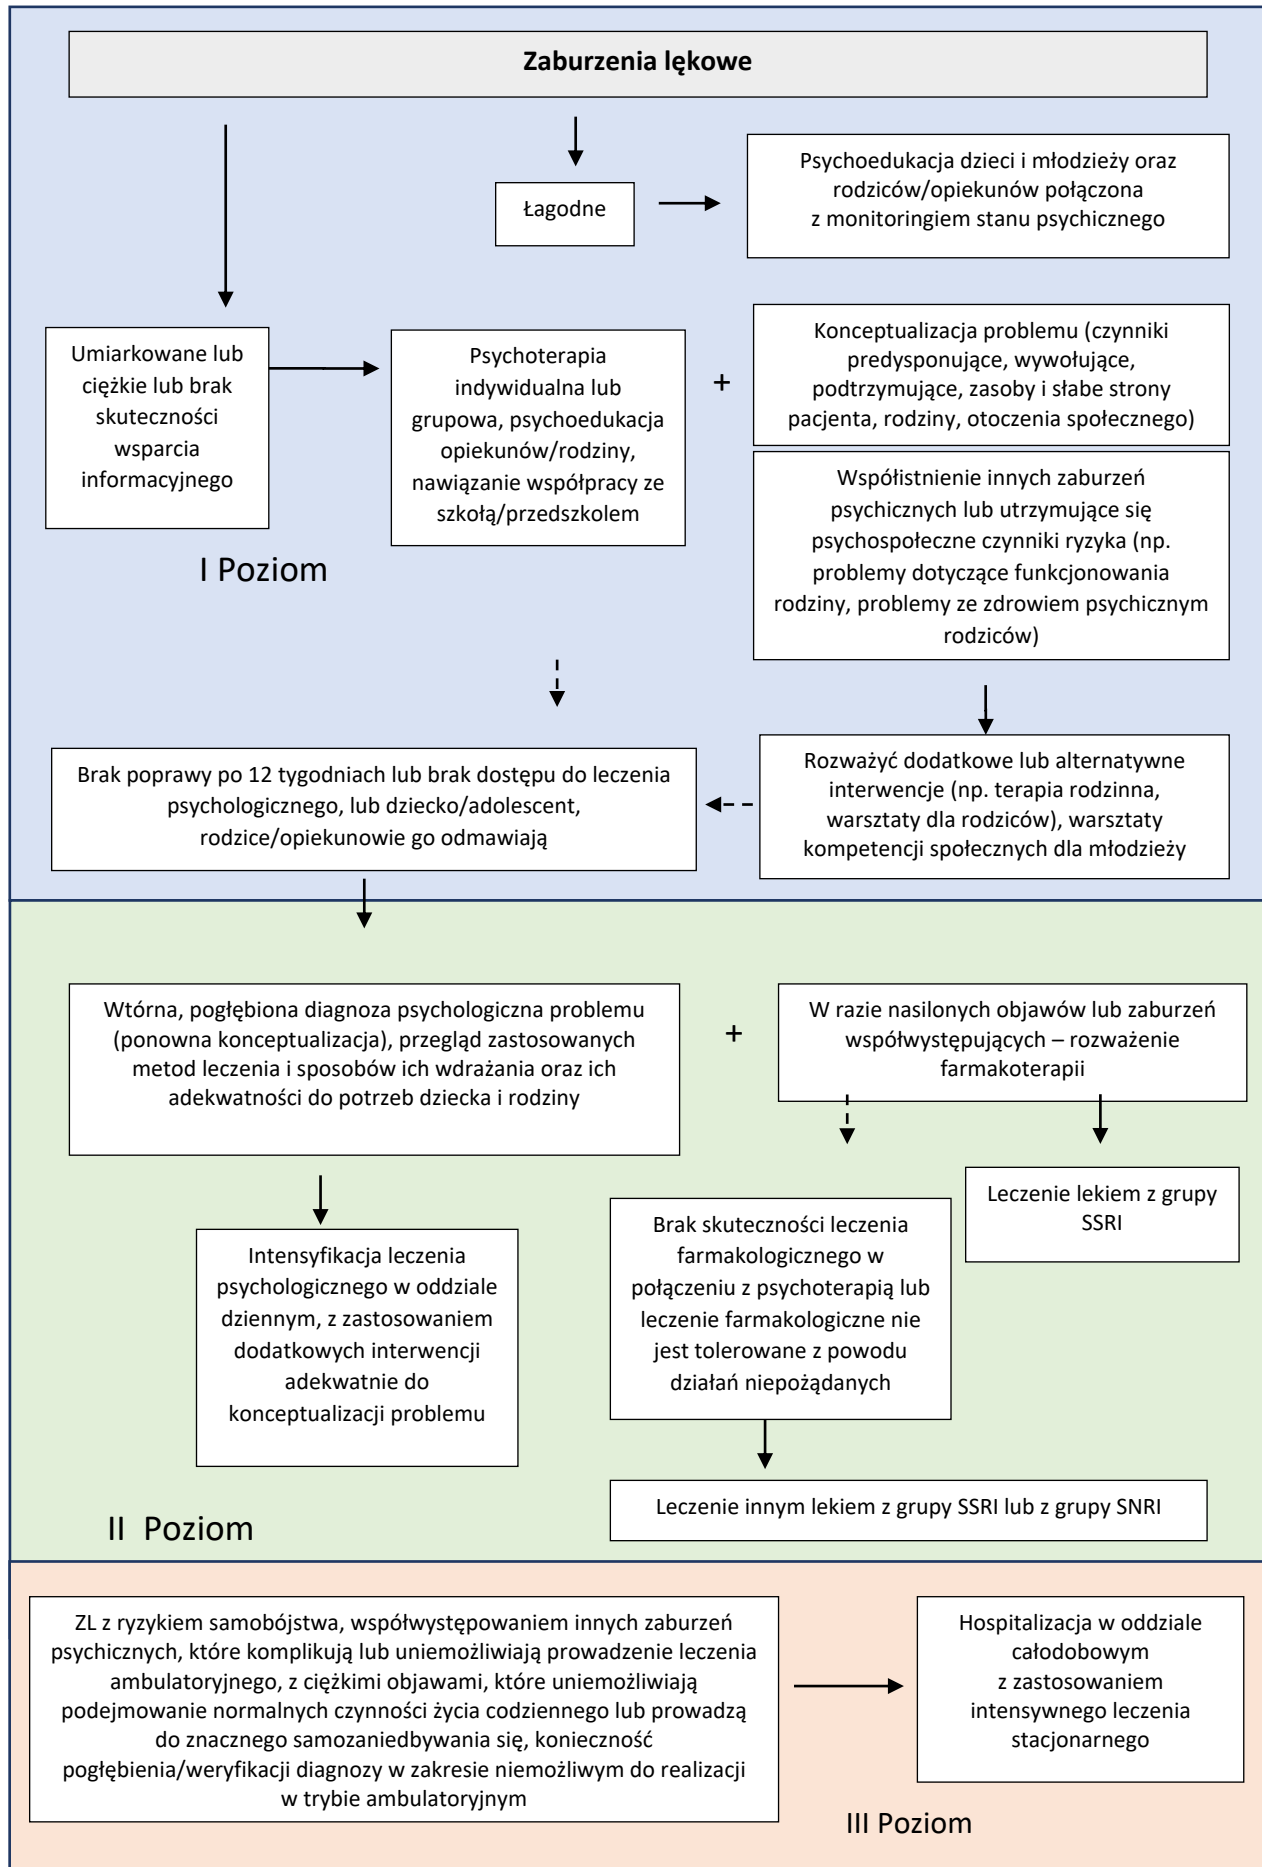 Zaburzenia lękowe
Łagodne
Psychoedukacja dzieci i młodzieży oraz
rodziców/opiekunów połączona
z monitoringiem stanu psychicznego
Umiarkowane lub
ciężkie lub brak
skuteczności
wsparcia
informacyjnego
Psychoterapia
indywidualna lub
grupowa, psychoedukacja
opiekunów/rodziny,
nawiązanie współpracy ze
szkołą/przedszkolem
+
Konceptualizacja problemu (czynniki
predysponujące, wywołujące,
podtrzymujące, zasoby i słabe strony
pacjenta, rodziny, otoczenia społecznego)
Współistnienie innych zaburzeń
psychicznych lub utrzymujące się
psychospołeczne czynniki ryzyka (np.
problemy dotyczące funkcjonowania
rodziny, problemy ze zdrowiem psychicznym
rodziców)
I Poziom
Brak poprawy po 12 tygodniach lub brak dostępu do leczenia
psychologicznego, lub dziecko/adolescent,
rodzice/opiekunowie go odmawiają
Rozważyć dodatkowe lub alternatywne
interwencje (np. terapia rodzinna,
warsztaty dla rodziców), warsztaty
kompetencji społecznych dla młodzieży
Wtórna, pogłębiona diagnoza psychologiczna problemu
(ponowna konceptualizacja), przegląd zastosowanych
metod leczenia i sposobów ich wdrażania oraz ich
adekwatności do potrzeb dziecka i rodziny
+
W razie nasilonych objawów lub zaburzeń
współwystępujących – rozważenie
farmakoterapii
Leczenie lekiem z grupy
SSRI
Intensyfikacja leczenia
psychologicznego w oddziale
dziennym, z zastosowaniem
dodatkowych interwencji
adekwatnie do
konceptualizacji problemu
Brak skuteczności leczenia
farmakologicznego w
połączeniu z psychoterapią lub
leczenie farmakologiczne nie
jest tolerowane z powodu
działań niepożądanych
Leczenie innym lekiem z grupy SSRI lub z grupy SNRI
II Poziom
ZL z ryzykiem samobójstwa, współwystępowaniem innych zaburzeń
psychicznych, które komplikują lub uniemożliwiają prowadzenie leczenia
ambulatoryjnego, z ciężkimi objawami, które uniemożliwiają
podejmowanie normalnych czynności życia codziennego lub prowadzą
do znacznego samozaniedbywania się, konieczność
pogłębienia/weryfikacji diagnozy w zakresie niemożliwym do realizacji
w trybie ambulatoryjnym
Hospitalizacja w oddziale
całodobowym
z zastosowaniem
intensywnego leczenia
stacjonarnego
III Poziom